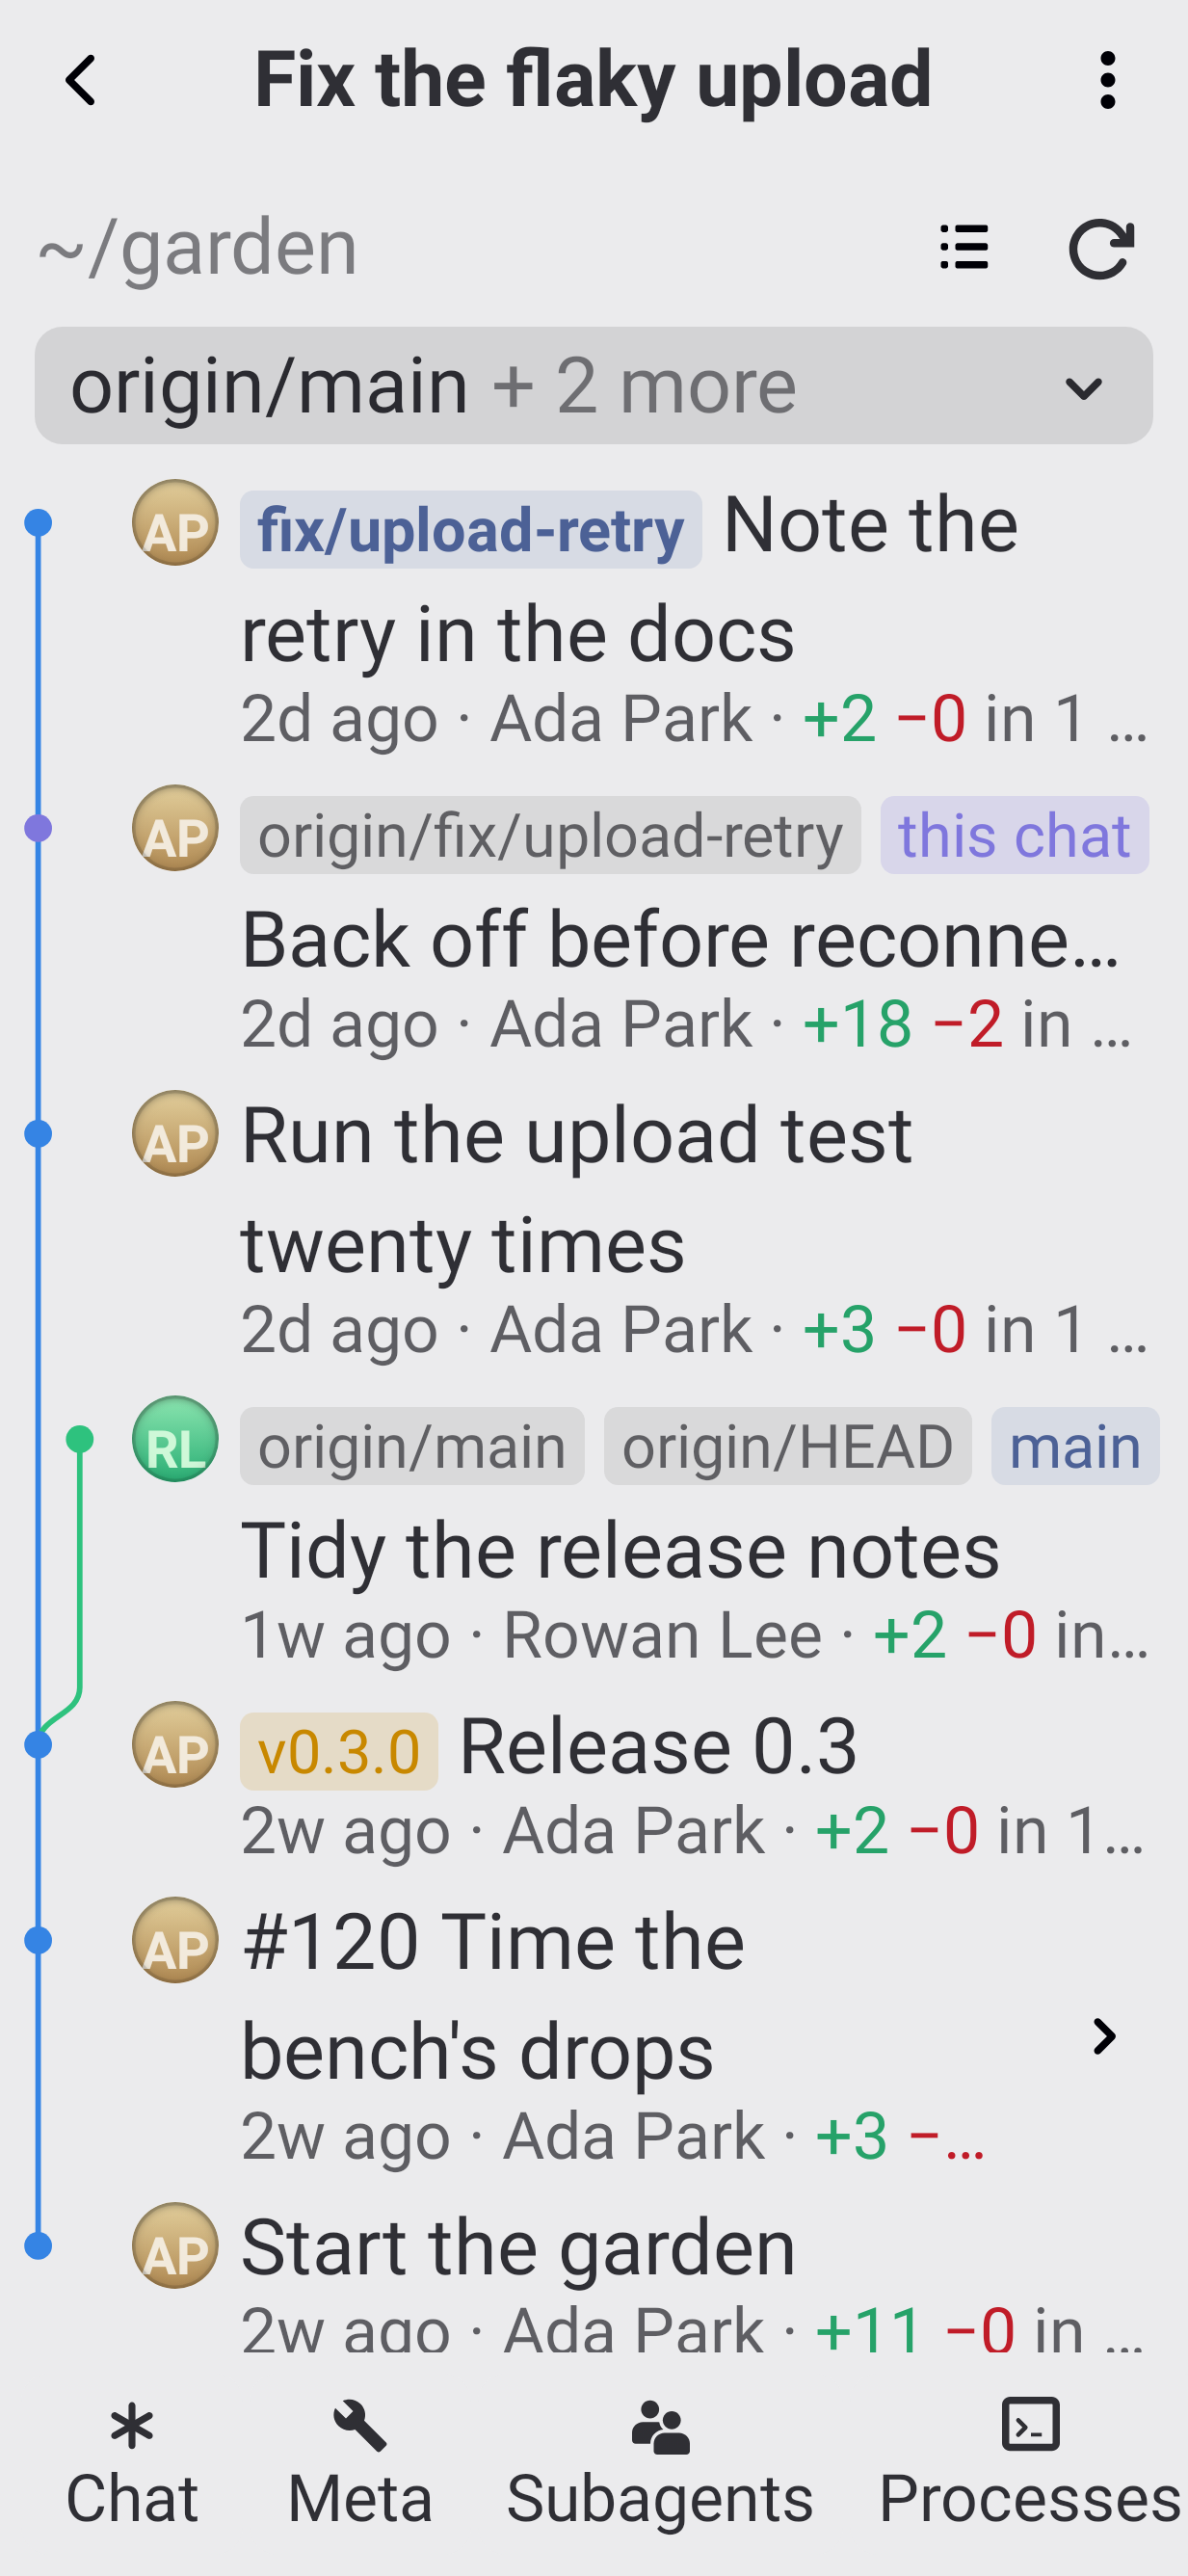 Fix the flaky upload
~/garden
origin/main + 2 more
AP fix/upload-retry Note the
retry in the docs
2d ago · Ada Park · +2 −0 in 1 …
AP origin/fix/upload-retry this chat
Back off before reconne…
2d ago · Ada Park · +18 −2 in …
AP Run the upload test
twenty times
2d ago · Ada Park · +3 −0 in 1 …
RL origin/main origin/HEAD main
Tidy the release notes
1w ago · Rowan Lee · +2 −0 in…
AP v0.3.0 Release 0.3
2w ago · Ada Park · +2 −0 in 1…
AP #120 Time the
bench's drops
2w ago · Ada Park · +3 −…
AP Start the garden
2w ago · Ada Park · +11 −0 in …
Chat Meta Subagents Processes